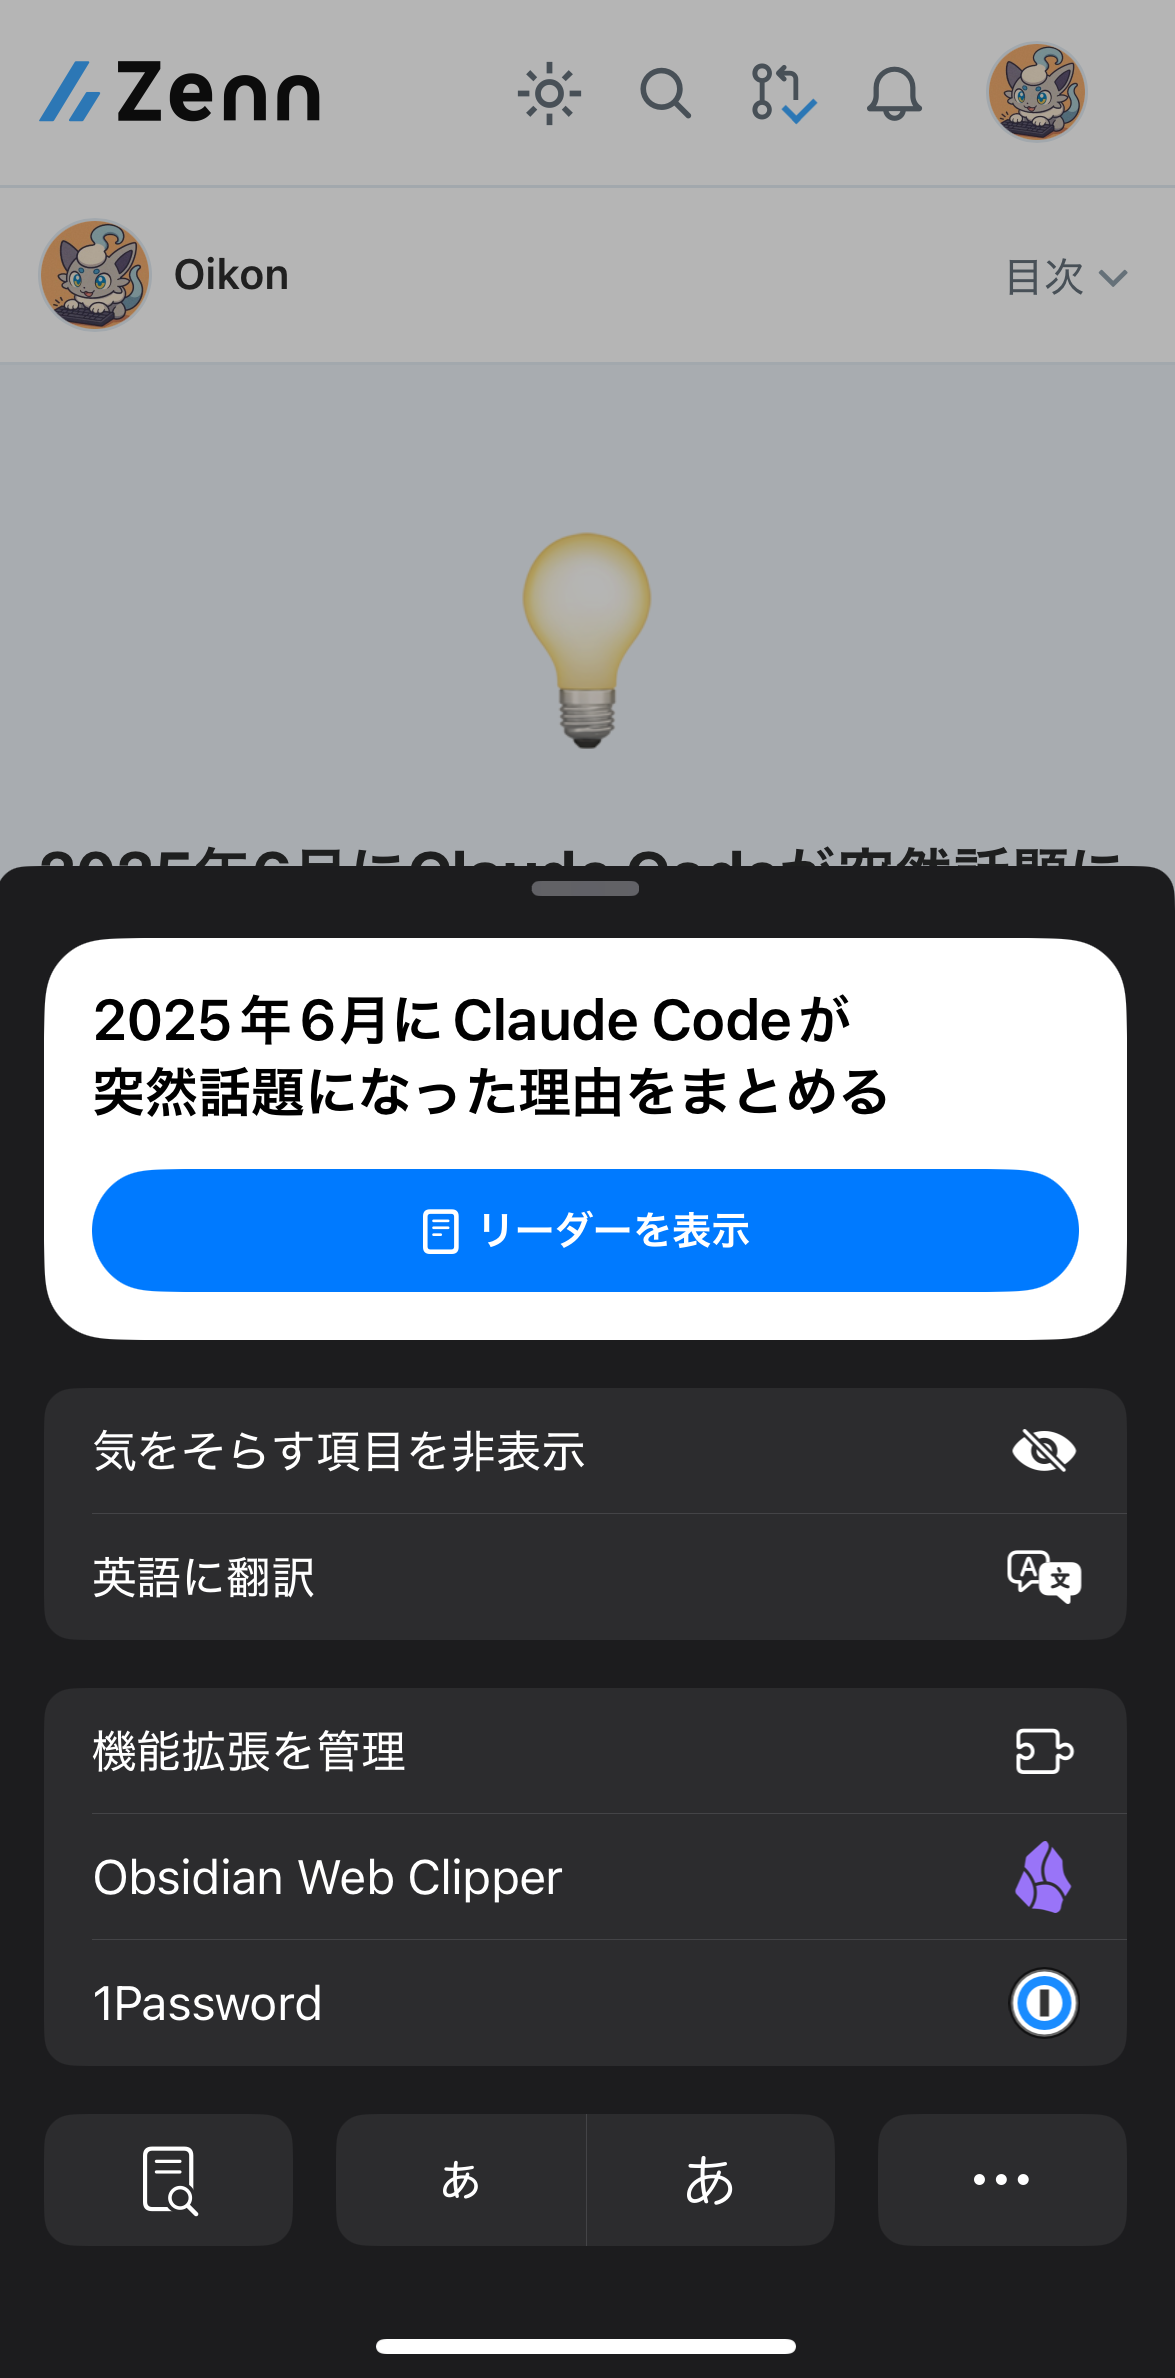 Zenn
Oikon
目次
2025年6月にClaude Codeが突然話題に
2025年6月にClaude Codeが
突然話題になった理由をまとめる
リーダーを表示
気をそらす項目を非表示
英語に翻訳
A文
機能拡張を管理
Obsidian Web Clipper
1Password
あ
あ